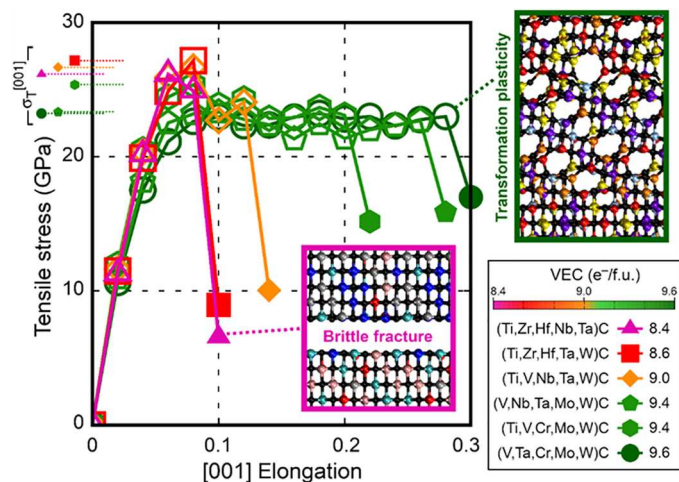 30
20
10
0
0
0.1
0.2
0.3
Tensile stress (GPa)
[001] Elongation
σT[001]
Brittle fracture
Transformation plasticity
VEC (e⁻/f.u.)
8.4 9.0 9.6
(Ti,Zr,Hf,Nb,Ta)C 8.4
(Ti,Zr,Hf,Ta,W)C 8.6
(Ti,V,Nb,Ta,W)C 9.0
(V,Nb,Ta,Mo,W)C 9.4
(Ti,V,Cr,Mo,W)C 9.4
(V,Ta,Cr,Mo,W)C 9.6